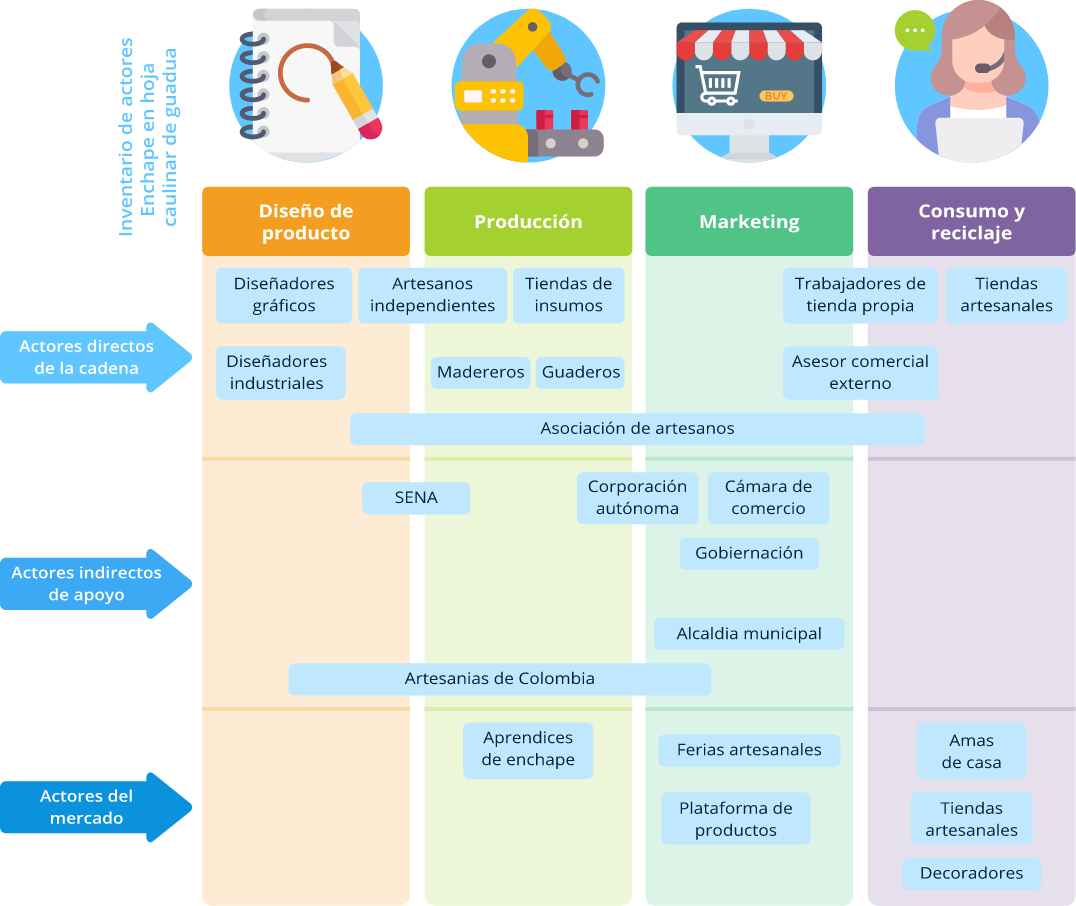 Inventario de actores
Enchape en hoja
caulinar de guadua
BUY
Diseño de
producto
Producción
Marketing
Consumo y
reciclaje
Actores directos
de la cadena
Diseñadores
gráficos
Artesanos
independientes
Tiendas de
insumos
Trabajadores de
tienda propia
Tiendas
artesanales
Diseñadores
industriales
Madereros
Guaderos
Asesor comercial
externo
Asociación de artesanos
Actores indirectos
de apoyo
SENA
Corporación
autónoma
Cámara de
comercio
Gobiernación
Alcaldia municipal
Artesanias de Colombia
Actores del
mercado
Aprendices
de enchape
Ferias artesanales
Amas
de casa
Plataforma de
productos
Tiendas
artesanales
Decoradores